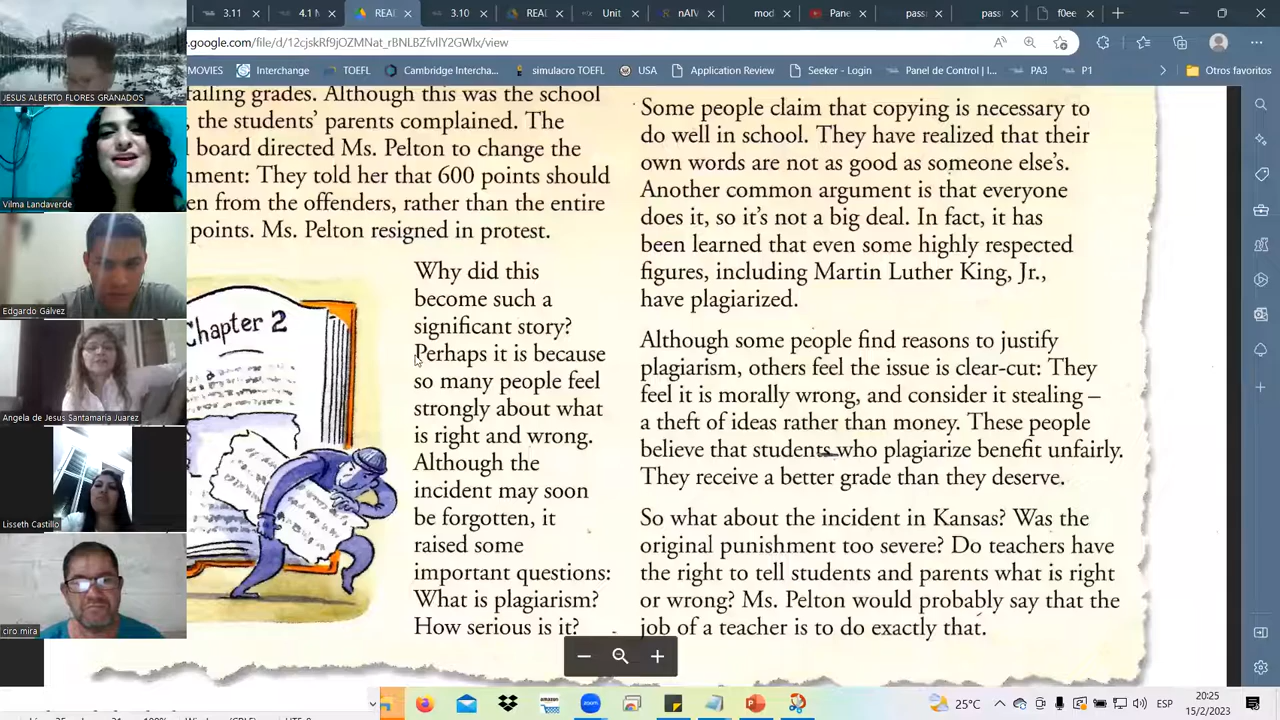 3.11
4.1 N
REAL
3.10
REAL
Unit
nAIV
mod
Pane
passi
pass
f0ee
.google.com/file/d/12cjskRf9jOZMNat_rBNLBZfvIlY2GWlx/view
MOVIES
Interchange
TOEFL
Cambridge Intercha...
simulacro TOEFL
USA
Application Review
Seeker - Login
Panel de Control | I...
PA3
P1
Otros favoritos
JESUS ALBERTO FLORES GRANADOS
Vilma Landaverde
Edgardo Gálvez
Angela de Jesus Santamaria Juarez
Lisseth Castillo
ciro mira
failing grades. Although this was the school
, the students' parents complained. The
board directed Ms. Pelton to change the
nment: They told her that 600 points should
en from the offenders, rather than the entire
points. Ms. Pelton resigned in protest.
Chapter 2
Why did this
become such a
significant story?
Perhaps it is because
so many people feel
strongly about what
is right and wrong.
Although the
incident may soon
be forgotten, it
raised some
important questions:
What is plagiarism?
How serious is it?
Some people claim that copying is necessary to
do well in school. They have realized that their
own words are not as good as someone else's.
Another common argument is that everyone
does it, so it's not a big deal. In fact, it has
been learned that even some highly respected
figures, including Martin Luther King, Jr.,
have plagiarized.
Although some people find reasons to justify
plagiarism, others feel the issue is clear-cut: They
feel it is morally wrong, and consider it stealing –
a theft of ideas rather than money. These people
believe that students who plagiarize benefit unfairly.
They receive a better grade than they deserve.
So what about the incident in Kansas? Was the
original punishment too severe? Do teachers have
the right to tell students and parents what is right
or wrong? Ms. Pelton would probably say that the
job of a teacher is to do exactly that.
25°C
ESP
20:25
15/2/2023